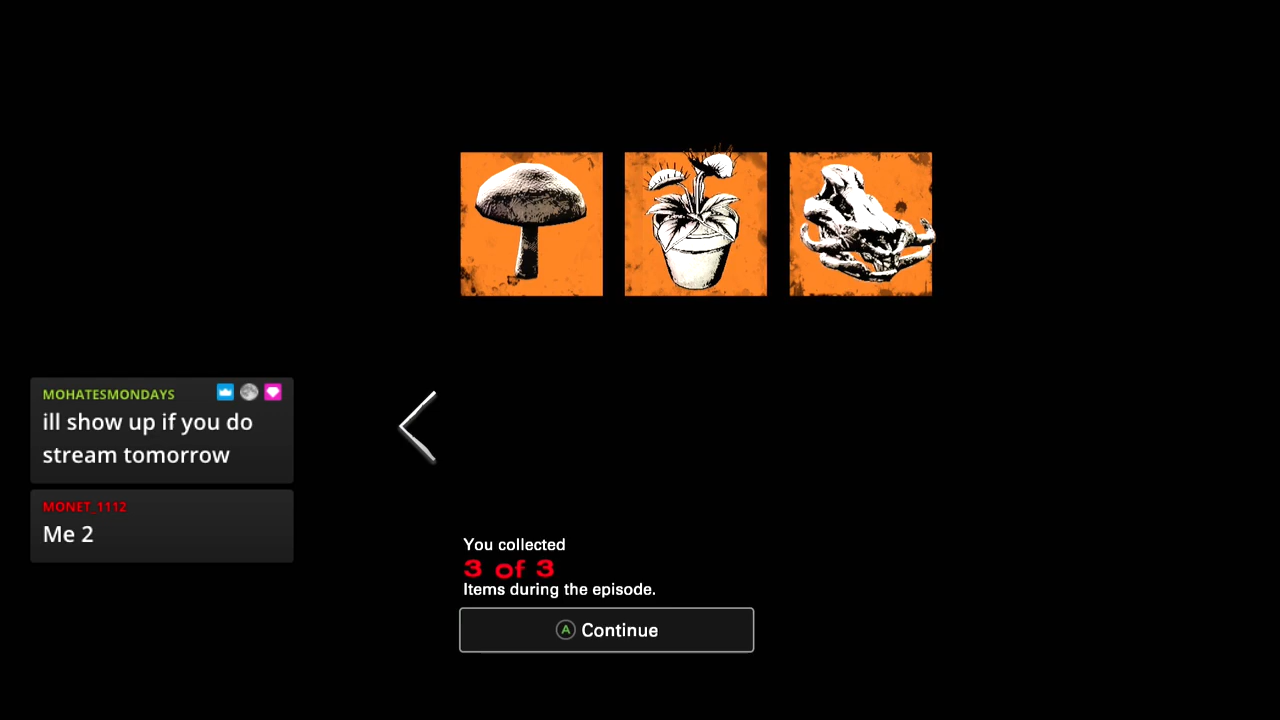 MOHATESMONDAYS
ill show up if you do
stream tomorrow
MONET_1112
Me 2
You collected
3 of 3
Items during the episode.
A Continue